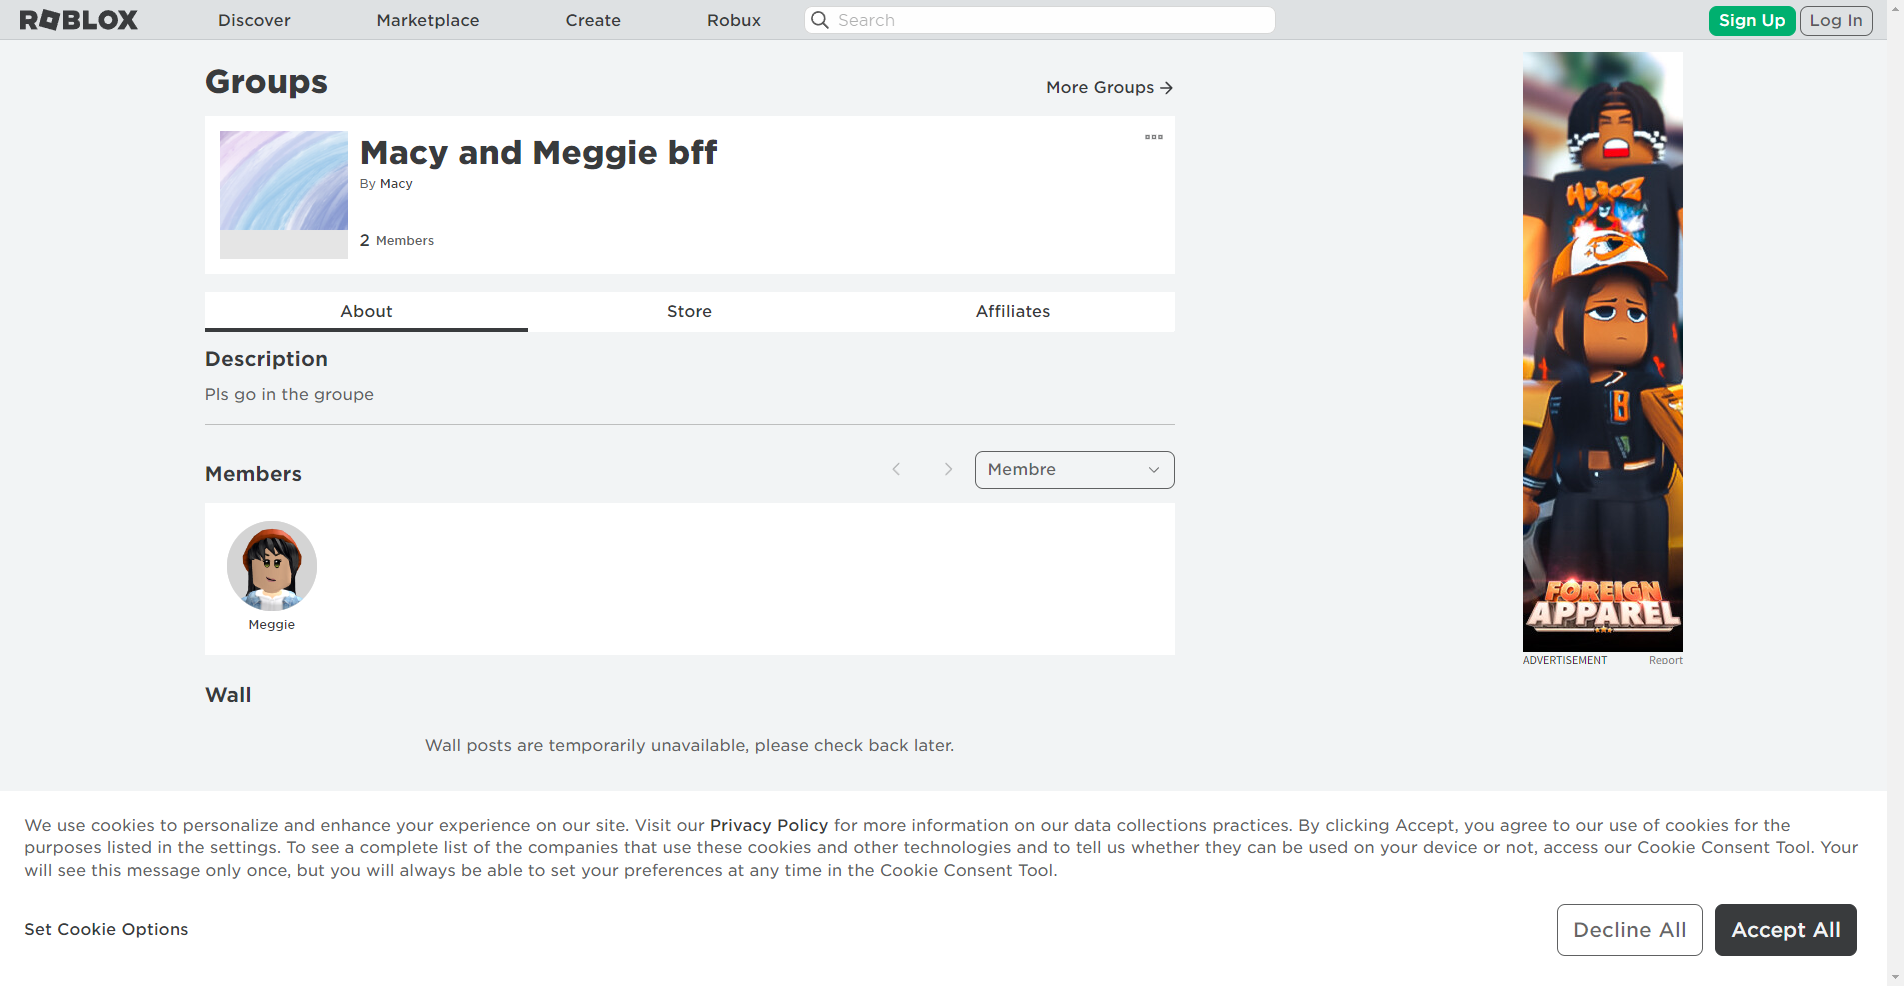 ROBLOX
Discover
Marketplace
Create
Robux
Search
Sign Up
Log In
Groups
More Groups
Macy and Meggie bff
By Macy
2 Members
About
Store
Affiliates
Description
Pls go in the groupe
Members
Membre
Meggie
Wall
Wall posts are temporarily unavailable, please check back later.
FOREIGN
APPAREL
ADVERTISEMENT
Report
We use cookies to personalize and enhance your experience on our site. Visit our Privacy Policy for more information on our data collections practices. By clicking Accept, you agree to our use of cookies for the
purposes listed in the settings. To see a complete list of the companies that use these cookies and other technologies and to tell us whether they can be used on your device or not, access our Cookie Consent Tool. Your
will see this message only once, but you will always be able to set your preferences at any time in the Cookie Consent Tool.
Set Cookie Options
Decline All
Accept All